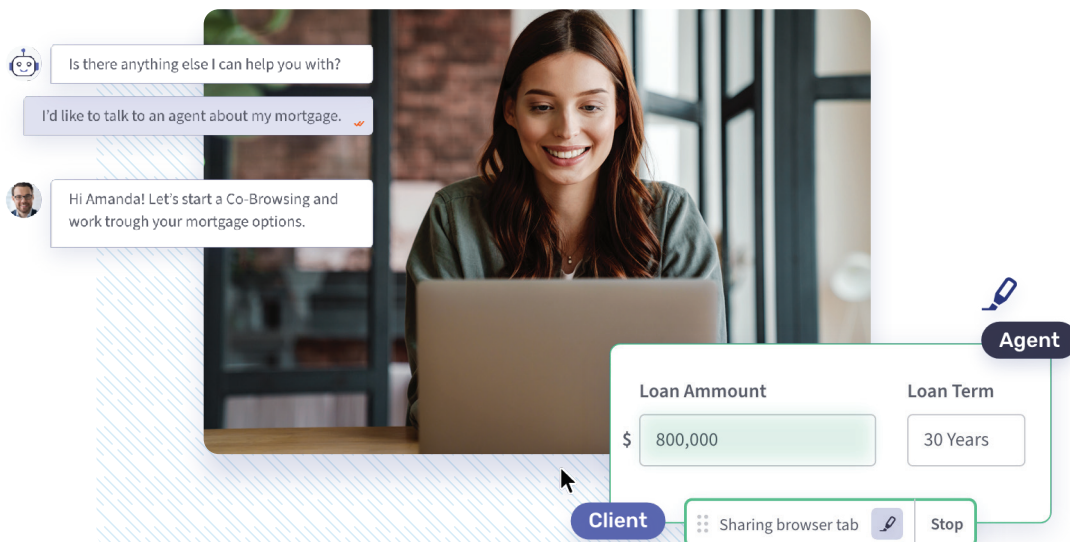 Is there anything else I can help you with?
I'd like to talk to an agent about my mortgage.
Hi Amanda! Let's start a Co-Browsing and
work trough your mortgage options.
Agent
Loan Ammount
Loan Term
$ 800,000
30 Years
Client
Sharing browser tab
Stop